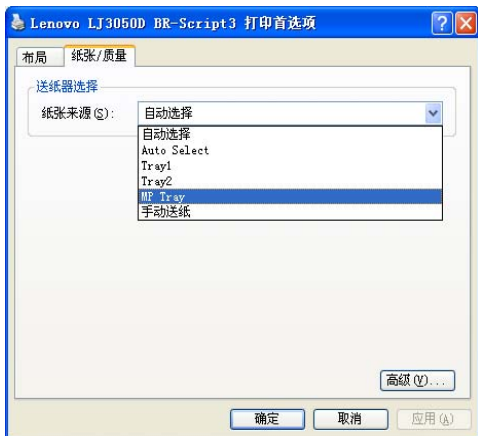 Lenovo LJ3050D BR-Script3 打印首选项
布局 纸张/质量
送纸器选择
纸张来源(S): 自动选择
自动选择
Auto Select
Tray1
Tray2
MP Tray
手动送纸
高级(V)...
确定 取消 应用(A)